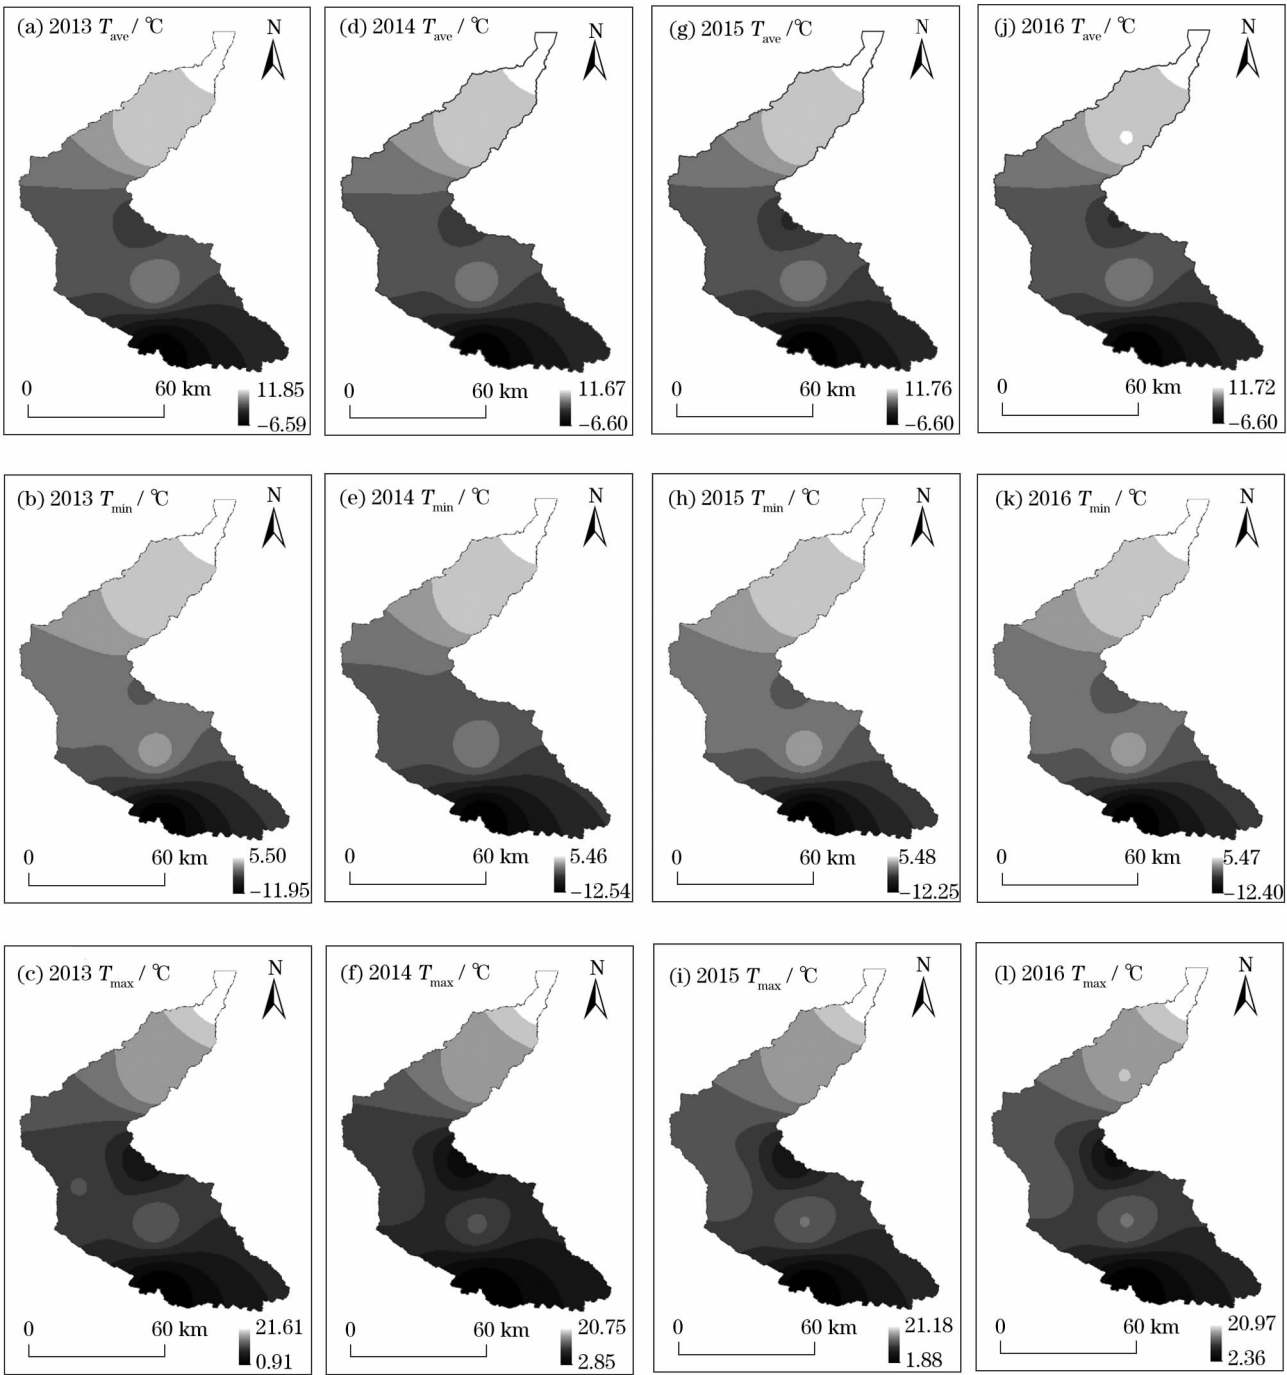 (a) 2013 Tave / ℃
N
0 60 km
11.85
−6.59
(d) 2014 Tave / ℃
N
0 60 km
11.67
−6.60
(g) 2015 Tave /℃
N
0 60 km
11.76
−6.60
(j) 2016 Tave / ℃
N
0 60 km
11.72
−6.60
(b) 2013 Tmin / ℃
N
0 60 km
5.50
−11.95
(e) 2014 Tmin / ℃
N
0 60 km
5.46
−12.54
(h) 2015 Tmin / ℃
N
0 60 km
5.48
−12.25
(k) 2016 Tmin / ℃
N
0 60 km
5.47
−12.40
(c) 2013 Tmax / ℃
N
0 60 km
21.61
0.91
(f) 2014 Tmax / ℃
N
0 60 km
20.75
2.85
(i) 2015 Tmax / ℃
N
0 60 km
21.18
1.88
(l) 2016 Tmax / ℃
N
0 60 km
20.97
2.36